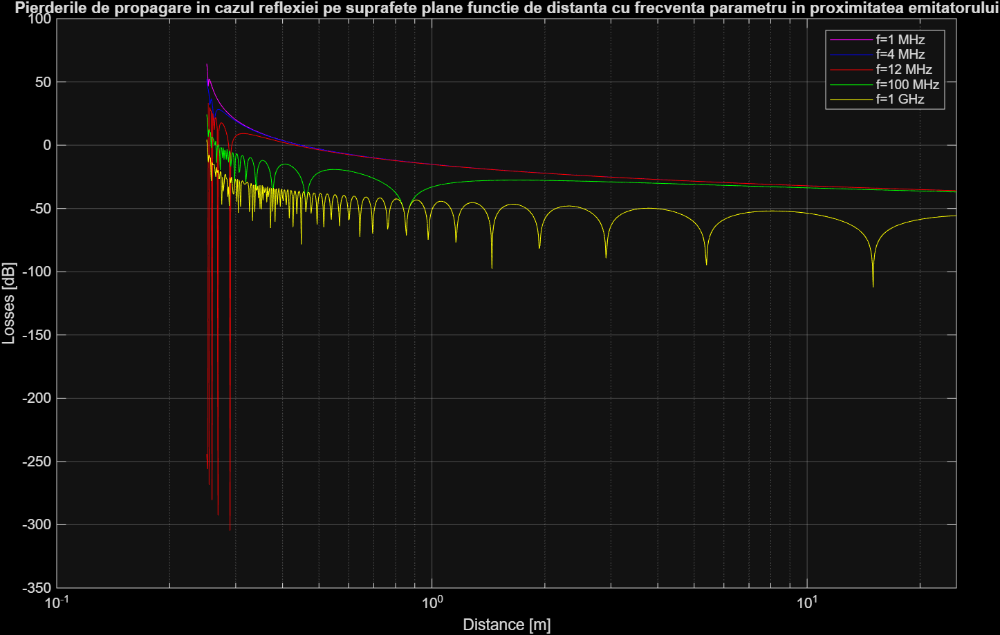 Pierderile de propagare in cazul reflexiei pe suprafete plane functie de distanta cu frecventa parametru in proximitatea emitatorului
100
50
0
-50
-100
-150
-200
-250
-300
-350
Losses [dB]
f=1 MHz
f=4 MHz
f=12 MHz
f=100 MHz
f=1 GHz
10^-1
10^0
10^1
Distance [m]